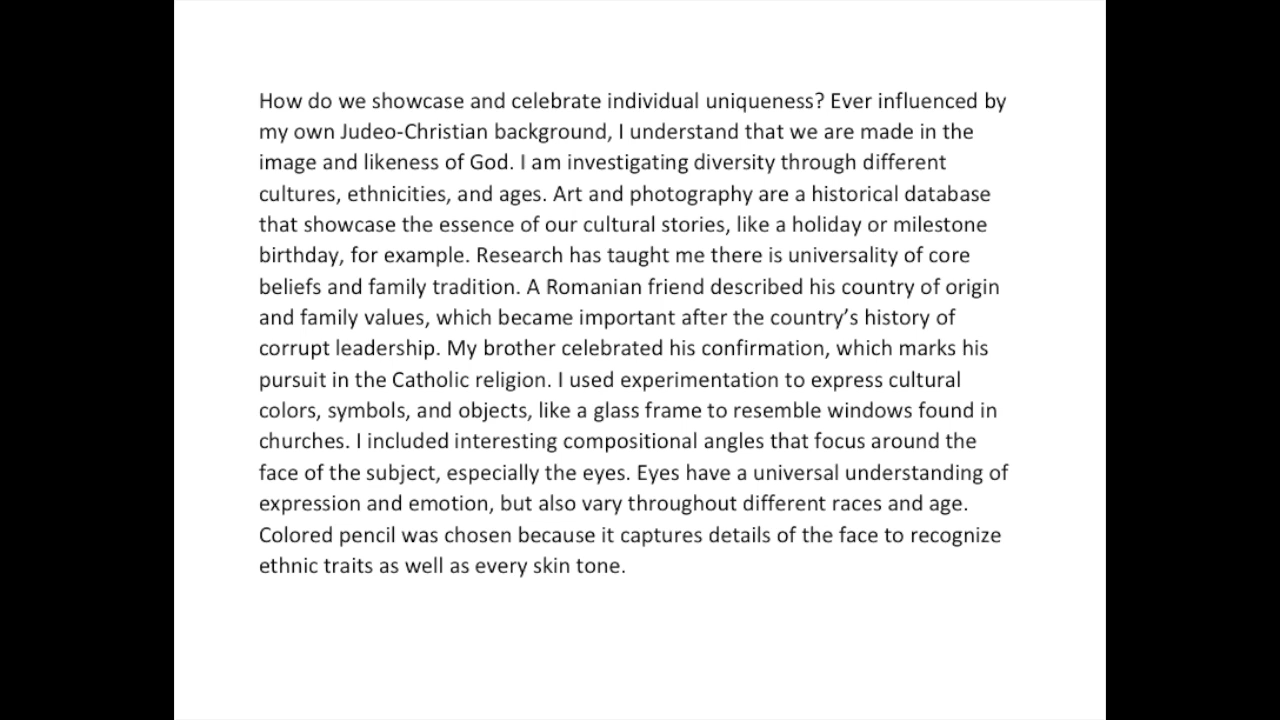 How do we showcase and celebrate individual uniqueness? Ever influenced by
my own Judeo-Christian background, I understand that we are made in the
image and likeness of God. I am investigating diversity through different
cultures, ethnicities, and ages. Art and photography are a historical database
that showcase the essence of our cultural stories, like a holiday or milestone
birthday, for example. Research has taught me there is universality of core
beliefs and family tradition. A Romanian friend described his country of origin
and family values, which became important after the country’s history of
corrupt leadership. My brother celebrated his confirmation, which marks his
pursuit in the Catholic religion. I used experimentation to express cultural
colors, symbols, and objects, like a glass frame to resemble windows found in
churches. I included interesting compositional angles that focus around the
face of the subject, especially the eyes. Eyes have a universal understanding of
expression and emotion, but also vary throughout different races and age.
Colored pencil was chosen because it captures details of the face to recognize
ethnic traits as well as every skin tone.